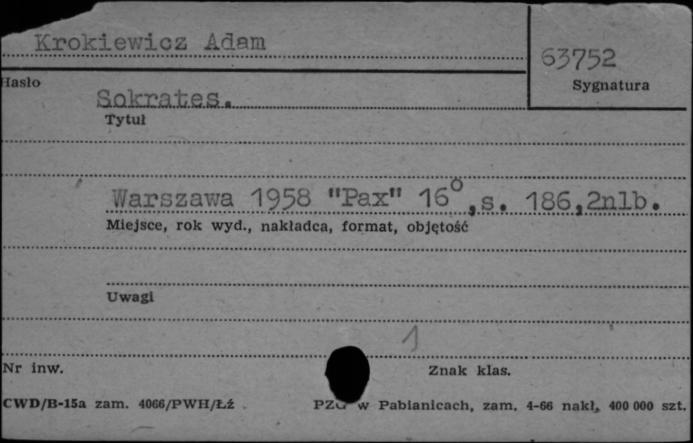 Krokiewicz Adam
63752
Hasło
Sygnatura
Sokrates.
Tytuł
Warszawa 1958 "Pax" 16°, s. 186, 2nlb.
Miejsce, rok wyd., nakładca, format, objętość
Uwagi
1
Nr inw.
Znak klas.
CWD/B-15a zam. 4066/PWH/Łź PZG w Pabianicach, zam. 4-66 nakł. 400 000 szt.